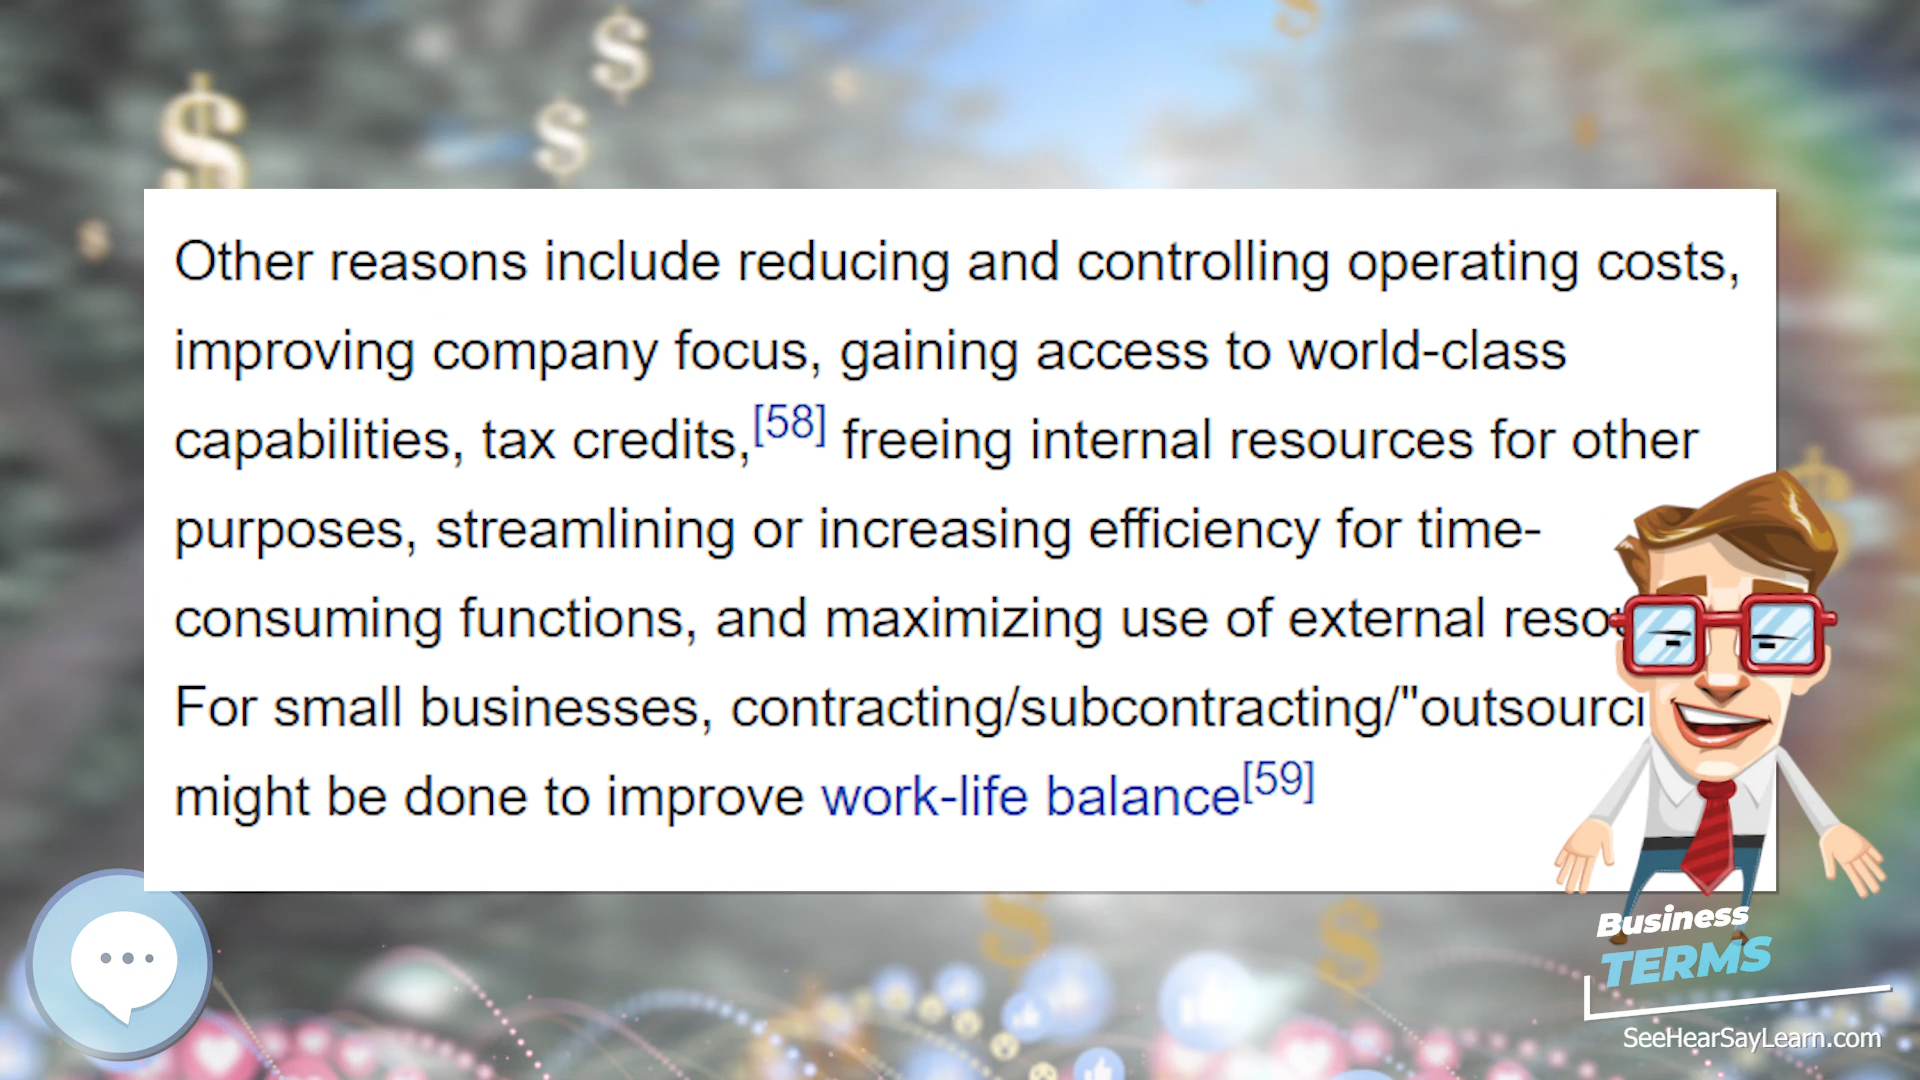 Other reasons include reducing and controlling operating costs,
improving company focus, gaining access to world-class
capabilities, tax credits,[58] freeing internal resources for other
purposes, streamlining or increasing efficiency for time-
consuming functions, and maximizing use of external
For small businesses, contracting/subcontracting/"
might be done to improve work-life balance[59]
Business
TERMS
SeeHearSayLearn.com